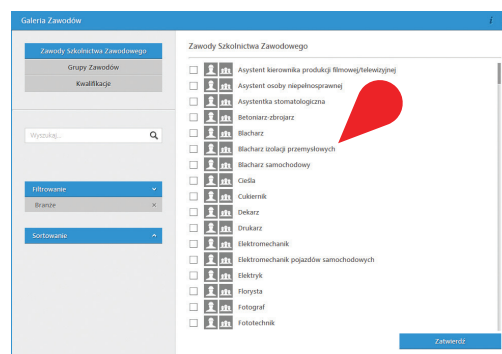 Galeria Zawodów
i
Zawody Szkolnictwa Zawodowego
Grupy Zawodów
Kwalifikacje
Wyszukaj...
Filtrowanie
Branże
×
Sortowanie
Zawody Szkolnictwa Zawodowego
Asystent kierownika produkcji filmowej/telewizyjnej
Asystent osoby niepełnosprawnej
Asystentka stomatologiczna
Betoniarz-zbrojarz
Blacharz
Blacharz izolacji przemysłowych
Blacharz samochodowy
Cieśla
Cukiernik
Dekarz
Drukarz
Elektromechanik
Elektromechanik pojazdów samochodowych
Elektryk
Florysta
Fotograf
Fototechnik
Zatwierdź